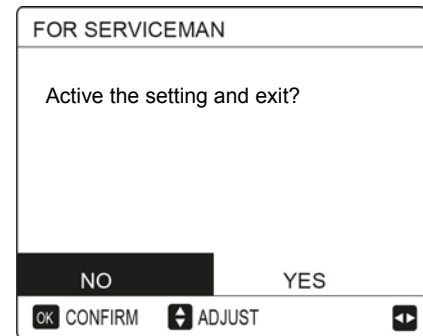 FOR SERVICEMAN
Active the setting and exit?
NO YES
OK CONFIRM ADJUST